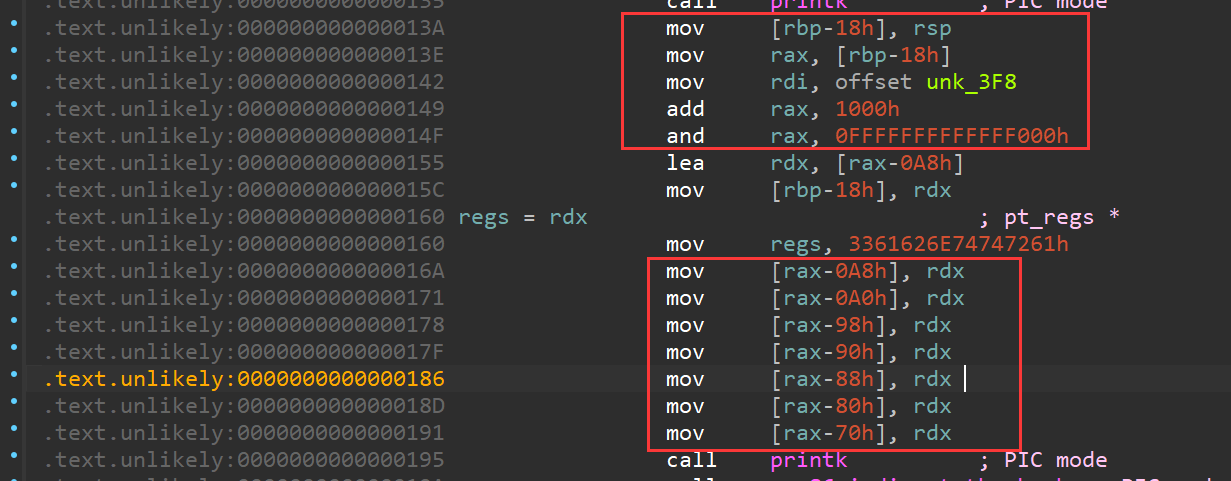 .text.unlikely:0000000000000135 call printk ; PIC mode
.text.unlikely:000000000000013A mov [rbp-18h], rsp
.text.unlikely:000000000000013E mov rax, [rbp-18h]
.text.unlikely:0000000000000142 mov rdi, offset unk_3F8
.text.unlikely:0000000000000149 add rax, 1000h
.text.unlikely:000000000000014F and rax, 0FFFFFFFFFFFFF000h
.text.unlikely:0000000000000155 lea rdx, [rax-0A8h]
.text.unlikely:000000000000015C mov [rbp-18h], rdx
.text.unlikely:0000000000000160 regs = rdx ; pt_regs *
.text.unlikely:0000000000000160 mov regs, 3361626E74747261h
.text.unlikely:000000000000016A mov [rax-0A8h], rdx
.text.unlikely:0000000000000171 mov [rax-0A0h], rdx
.text.unlikely:0000000000000178 mov [rax-98h], rdx
.text.unlikely:000000000000017F mov [rax-90h], rdx
.text.unlikely:0000000000000186 mov [rax-88h], rdx
.text.unlikely:000000000000018D mov [rax-80h], rdx
.text.unlikely:0000000000000191 mov [rax-70h], rdx
.text.unlikely:0000000000000195 call printk ; PIC mode